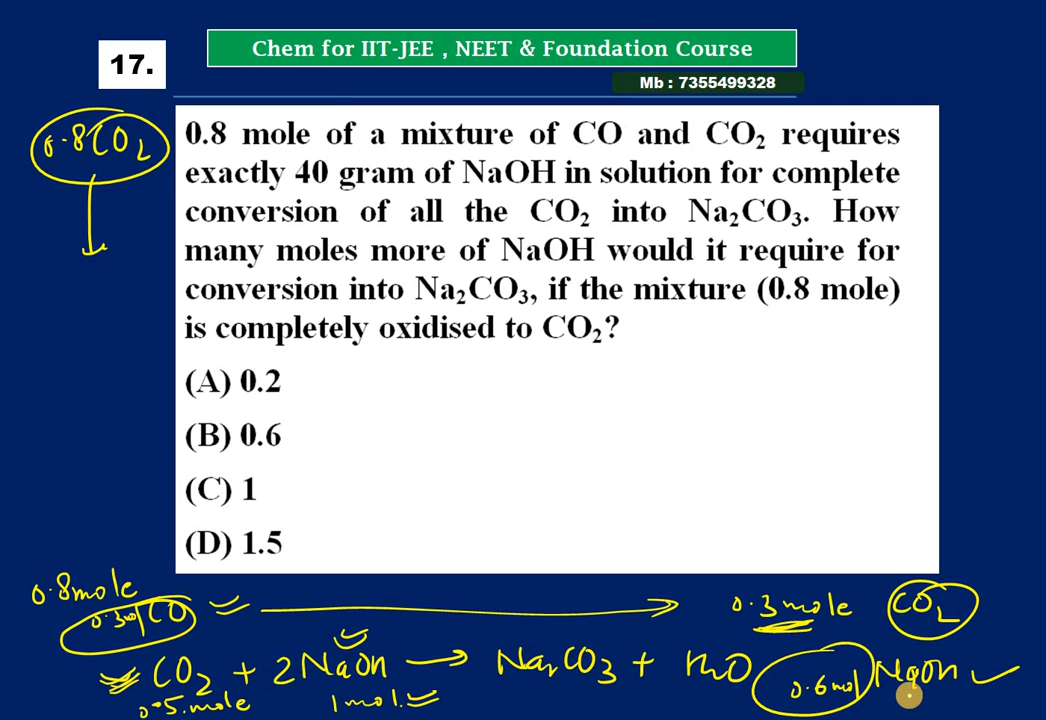 17.
Chem for IIT-JEE , NEET & Foundation Course
Mb : 7355499328
0.8 CO₂
0.8 mole of a mixture of CO and CO₂ requires
exactly 40 gram of NaOH in solution for complete
conversion of all the CO₂ into Na₂CO₃. How
many moles more of NaOH would it require for
conversion into Na₂CO₃, if the mixture (0.8 mole)
is completely oxidised to CO₂?
(A) 0.2
(B) 0.6
(C) 1
(D) 1.5
0.8 mole
0.3 mol CO → 0.3 mole CO₂
CO₂ + 2 NaOH → Na₂CO₃ + H₂O 0.6 mol NaOH
0.5 mole 1 mol.